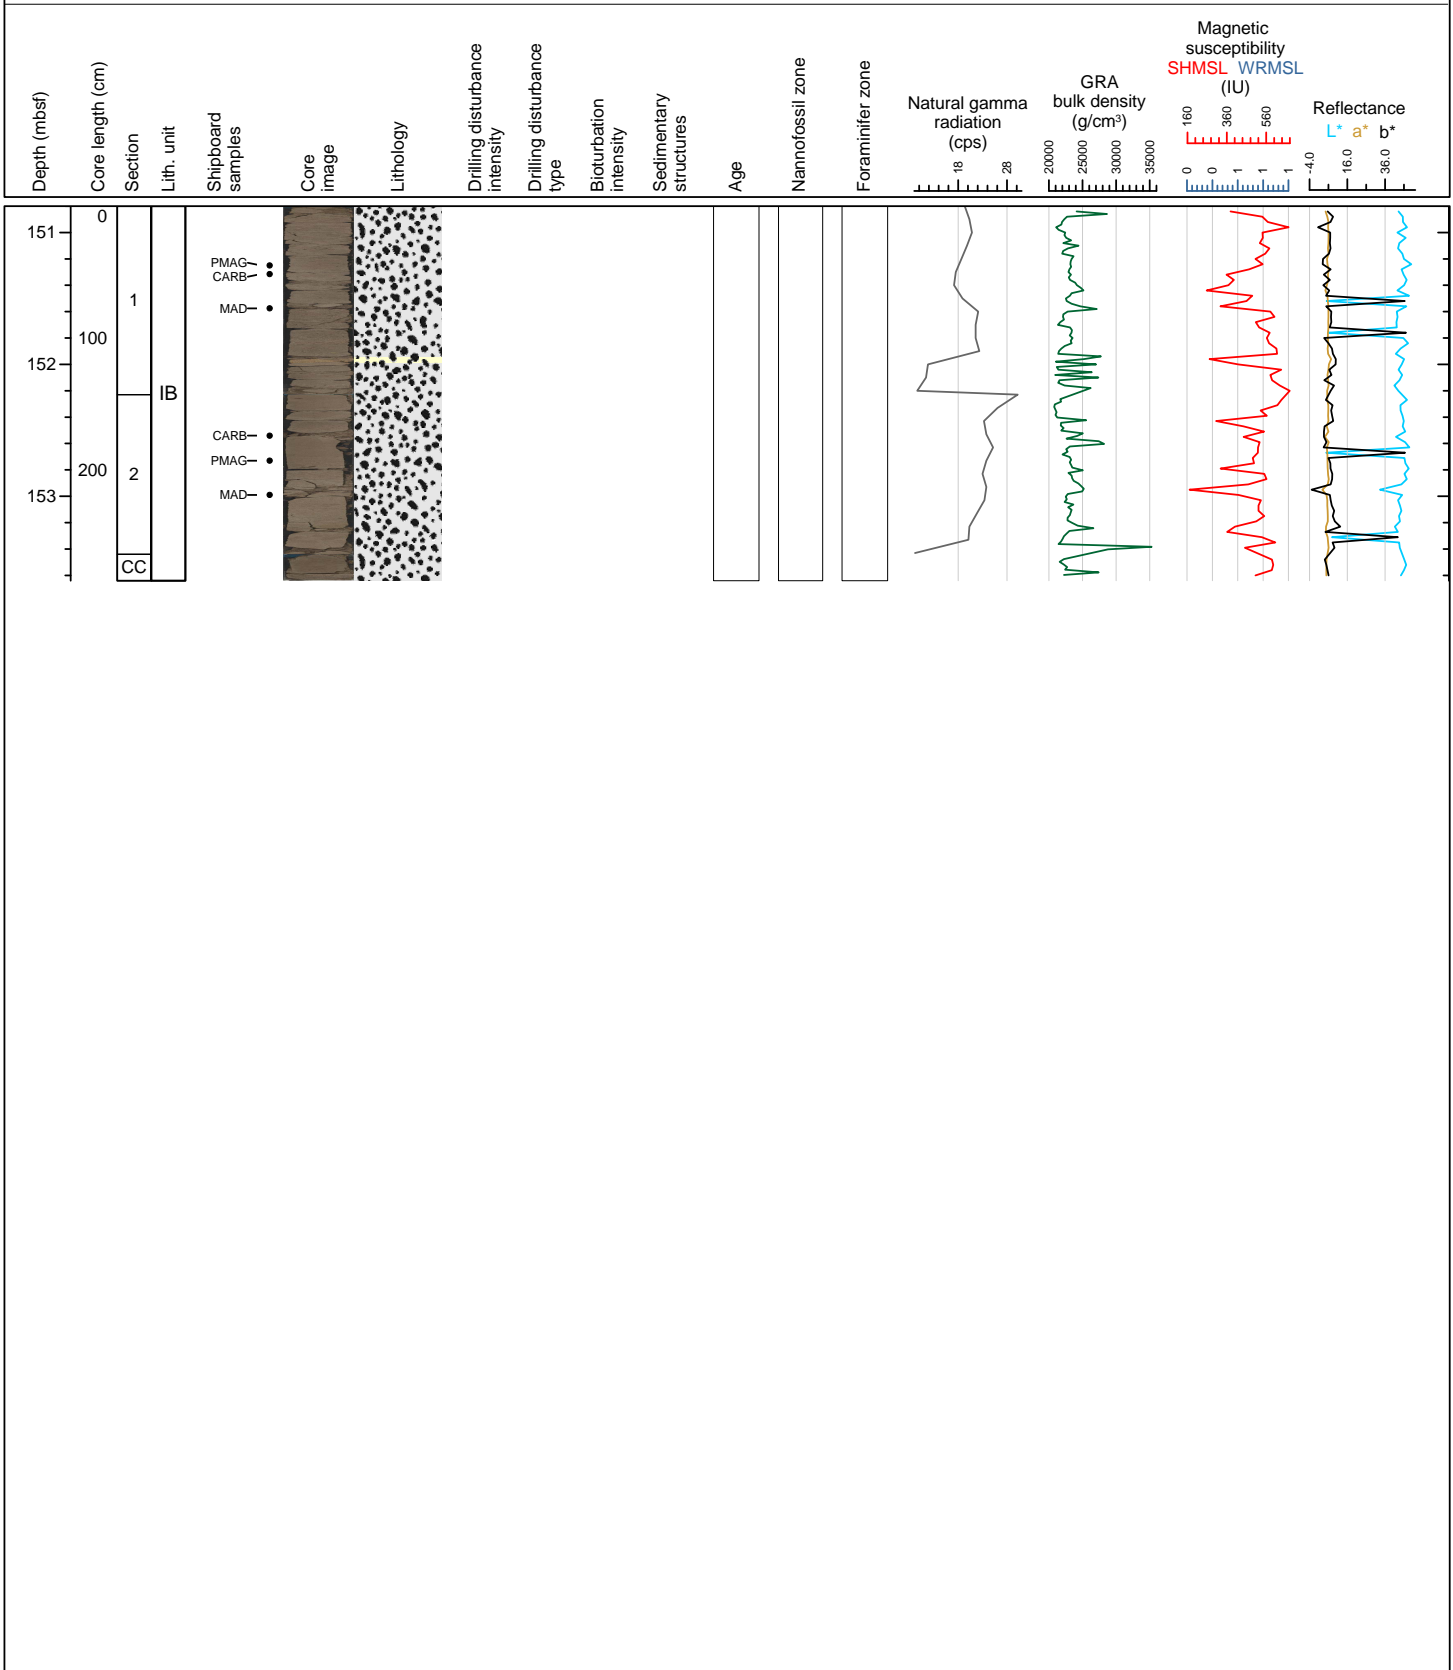 Depth (mbsf)
Core length (cm)
Section
Lith. unit
Shipboard
samples
Core
image
Lithology
Drilling disturbance
intensity
Drilling disturbance
type
Bioturbation
intensity
Sedimentary
structures
Age
Nannofossil zone
Foraminifer zone
Natural gamma
radiation
(cps)
18 28
GRA
bulk density
(g/cm³)
20000 25000 30000 35000
Magnetic
susceptibility
SHMSL WRMSL
(IU)
160 360 560
0 0 1 1 1
Reflectance
L* a* b*
-4.0 16.0 36.0
0
151
PMAG
CARB
1
MAD
100
152
IB
CARB
PMAG
200
2
MAD
153
CC